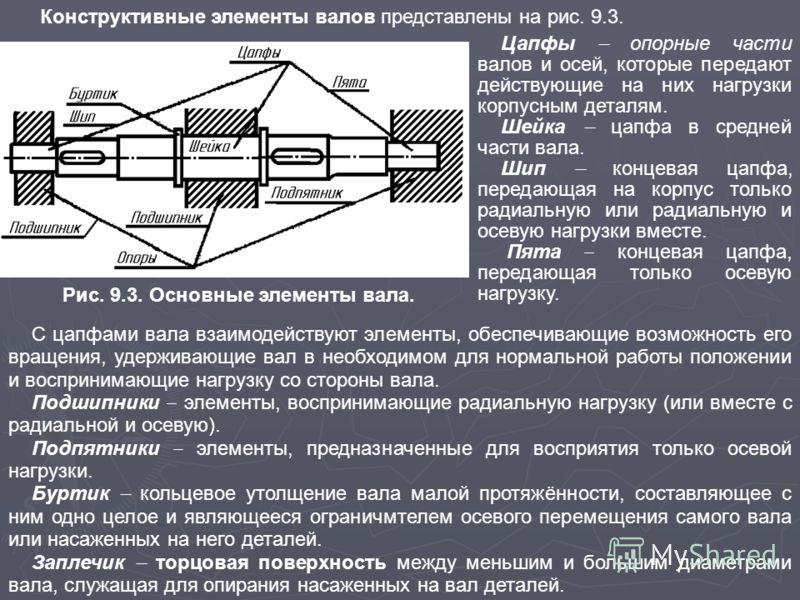 Конструктивные элементы валов представлены на рис. 9.3.
Цапфы
Пята
Буртик
Шип
Шейка
Подпятник
Подшипник
Подшипник
Опоры
Рис. 9.3. Основные элементы вала.
Цапфы – опорные части
валов и осей, которые передают
действующие на них нагрузки
корпусным деталям.
Шейка – цапфа в средней
части вала.
Шип – концевая цапфа,
передающая на корпус только
радиальную или радиальную и
осевую нагрузки вместе.
Пята – концевая цапфа,
передающая только осевую
нагрузку.
С цапфами вала взаимодействуют элементы, обеспечивающие возможность его
вращения, удерживающие вал в необходимом для нормальной работы положении
и воспринимающие нагрузку со стороны вала.
Подшипники – элементы, воспринимающие радиальную нагрузку (или вместе с
радиальной и осевую).
Подпятники – элементы, предназначенные для восприятия только осевой
нагрузки.
Буртик – кольцевое утолщение вала малой протяжённости, составляющее с
ним одно целое и являющееся ограничмтелем осевого перемещения самого вала
или насаженных на него деталей.
Заплечик – торцовая поверхность между меньшим и большим диаметрами
вала, служащая для опирания насаженных на вал деталей.
MyShared